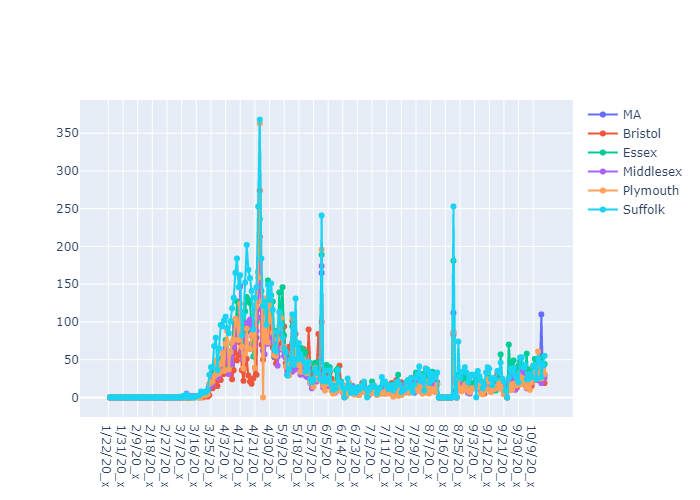 350
300
250
200
150
100
50
0
MA
Bristol
Essex
Middlesex
Plymouth
Suffolk
1/22/20_x
1/31/20_x
2/9/20_x
2/18/20_x
2/27/20_x
3/7/20_x
3/16/20_x
3/25/20_x
4/3/20_x
4/12/20_x
4/21/20_x
4/30/20_x
5/9/20_x
5/18/20_x
5/27/20_x
6/5/20_x
6/14/20_x
6/23/20_x
7/2/20_x
7/11/20_x
7/20/20_x
7/29/20_x
8/7/20_x
8/16/20_x
8/25/20_x
9/3/20_x
9/12/20_x
9/21/20_x
9/30/20_x
10/9/20_x